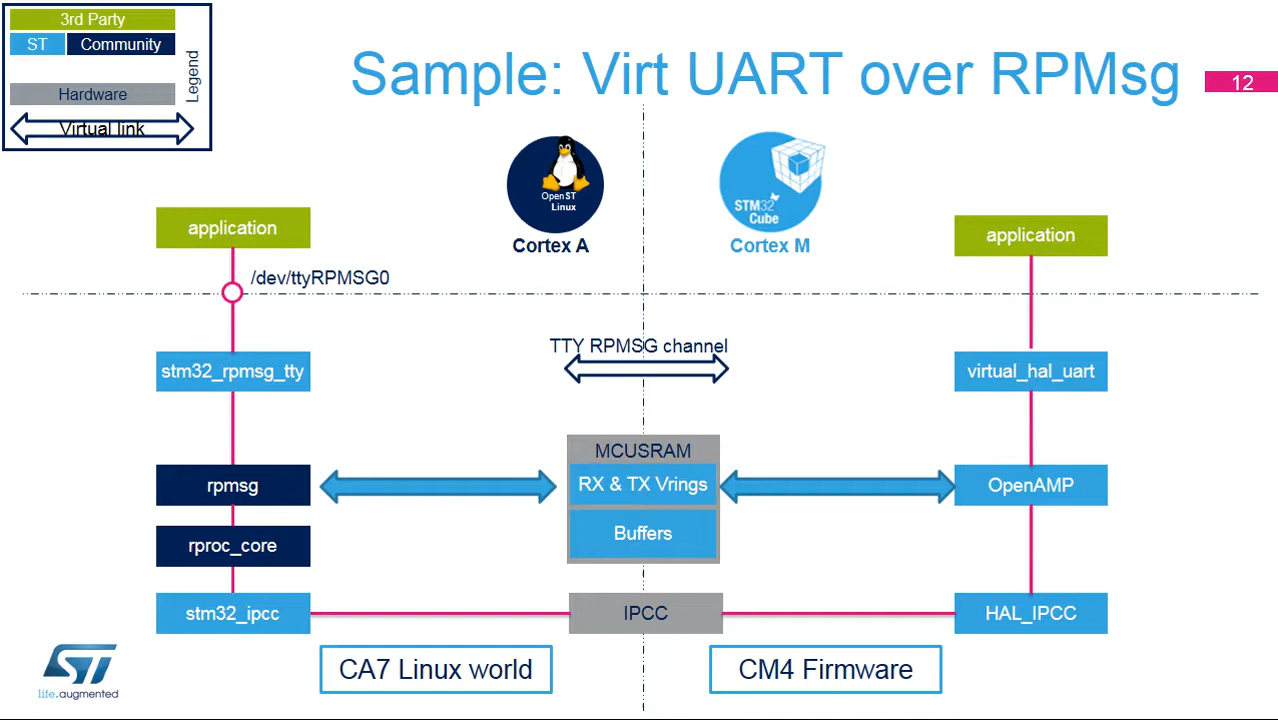 3rd Party
ST
Community
Hardware
Virtual link
Legend
Sample: Virt UART over RPMsg
12
OpenST
Linux
Cortex A
STM32
Cube
Cortex M
application
/dev/ttyRPMSG0
application
TTY RPMSG channel
stm32_rpmsg_tty
virtual_hal_uart
MCUSRAM
rpmsg
RX & TX Vrings
OpenAMP
Buffers
rproc_core
stm32_ipcc
IPCC
HAL_IPCC
CA7 Linux world
CM4 Firmware
ST
life.augmented